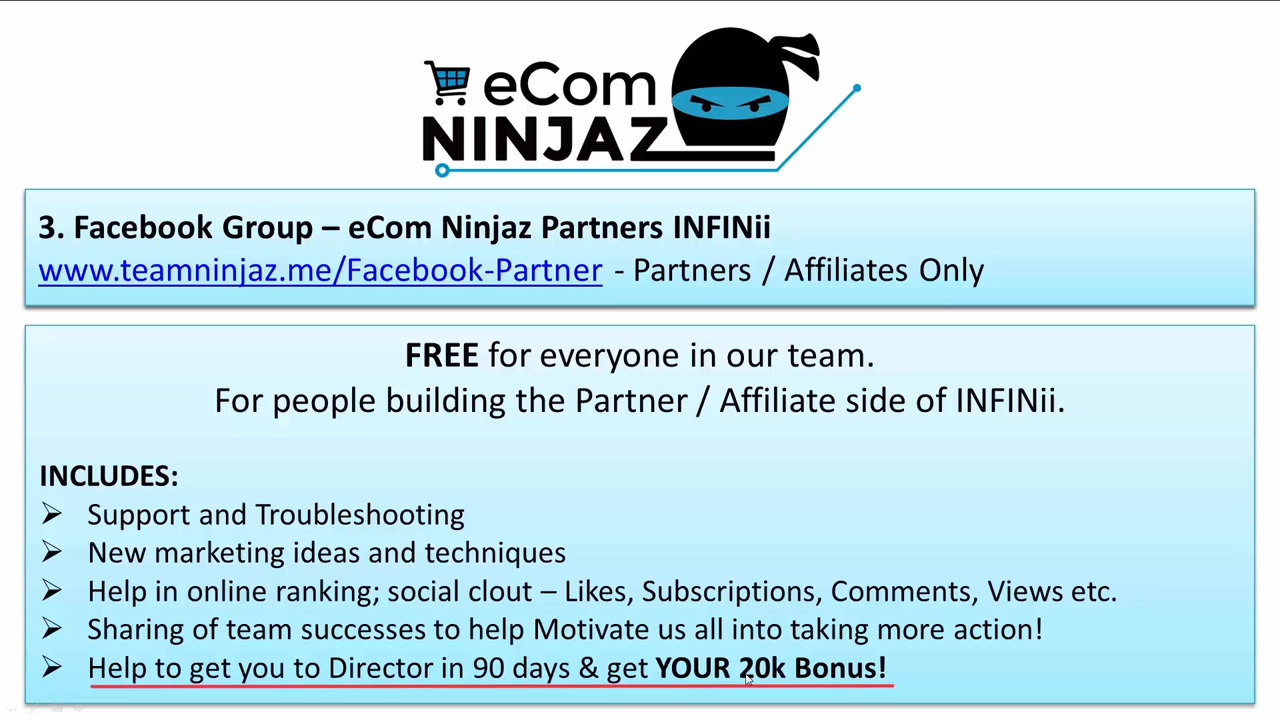 eCom
NINJAZ
3. Facebook Group – eCom Ninjaz Partners INFINii
www.teamninjaz.me/Facebook-Partner - Partners / Affiliates Only
FREE for everyone in our team.
For people building the Partner / Affiliate side of INFINii.
INCLUDES:
➢ Support and Troubleshooting
➢ New marketing ideas and techniques
➢ Help in online ranking; social clout – Likes, Subscriptions, Comments, Views etc.
➢ Sharing of team successes to help Motivate us all into taking more action!
➢ Help to get you to Director in 90 days & get YOUR 20k Bonus!